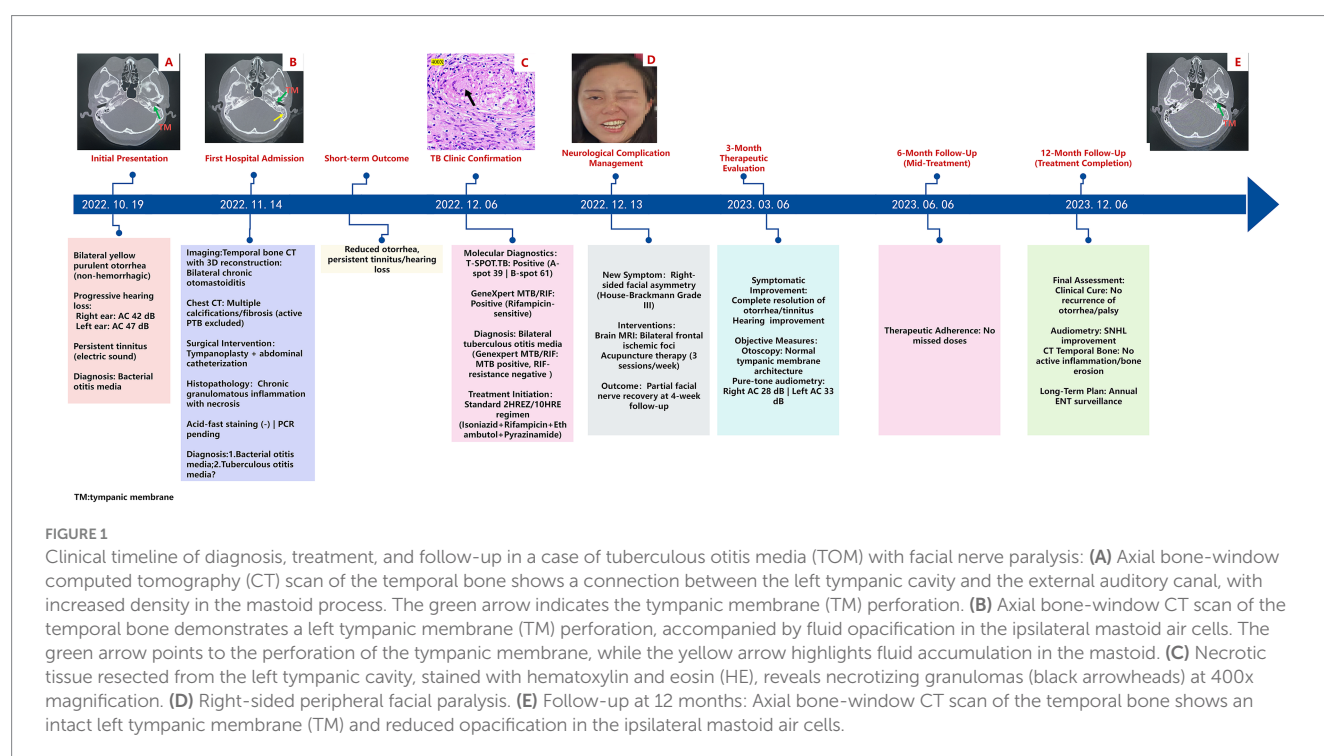 A
B
C
D
E
400X
TM
TM
TM
Initial Presentation
First Hospital Admission
Short-term Outcome
TB Clinic Confirmation
Neurological Complication
Management
3-Month
Therapeutic
Evaluation
6-Month Follow-Up
(Mid-Treatment)
12-Month Follow-Up
(Treatment Completion)
2022. 10. 19
2022. 11. 14
2022. 12. 06
2022. 12. 13
2023. 03. 06
2023. 06. 06
2023. 12. 06
Bilateral yellow
purulent otorrhea
(non-hemorrhagic)
Progressive hearing
loss:
Right ear: AC 42 dB
Left ear: AC 47 dB
Persistent tinnitus
(electric sound)
Diagnosis: Bacterial
otitis media
Imaging:Temporal bone CT
with 3D reconstruction:
Bilateral chronic
otomastoiditis
Chest CT: Multiple
calcifications/fibrosis (active
PTB excluded)
Surgical Intervention:
Tympanoplasty + abdominal
catheterization
Histopathology: Chronic
granulomatous inflammation
with necrosis
Acid-fast staining (-) | PCR
pending
Diagnosis:1.Bacterial otitis
media;2.Tuberculous otitis
media?
Reduced otorrhea,
persistent tinnitus/hearing
loss
Molecular Diagnostics:
T-SPOT.TB: Positive (A-
spot 39 | B-spot 61)
GeneXpert MTB/RIF:
Positive (Rifampicin-
sensitive)
Diagnosis: Bilateral
tuberculous otitis media
(Genexpert MTB/RIF:
MTB positive, RIF-
resistance negative )
Treatment Initiation:
Standard 2HREZ/10HRE
regimen
(Isoniazid+Rifampicin+Eth
ambutol+Pyrazinamide)
New Symptom: Right-
sided facial asymmetry
(House-Brackmann Grade
III)
Interventions:
Brain MRI: Bilateral frontal
ischemic foci
Acupuncture therapy (3
sessions/week)
Outcome: Partial facial
nerve recovery at 4-week
follow-up
Symptomatic
Improvement:
Complete resolution of
otorrhea/tinnitus
Hearing improvement
Objective Measures:
Otoscopy: Normal
tympanic membrane
architecture
Pure-tone audiometry:
Right AC 28 dB | Left AC 33
dB
Therapeutic Adherence: No
missed doses
Final Assessment:
Clinical Cure: No
recurrence of
otorrhea/palsy
Audiometry: SNHL
improvement
CT Temporal Bone: No
active inflammation/bone
erosion
Long-Term Plan: Annual
ENT surveillance
TM:tympanic membrane
FIGURE 1
Clinical timeline of diagnosis, treatment, and follow-up in a case of tuberculous otitis media (TOM) with facial nerve paralysis: (A) Axial bone-window
computed tomography (CT) scan of the temporal bone shows a connection between the left tympanic cavity and the external auditory canal, with
increased density in the mastoid process. The green arrow indicates the tympanic membrane (TM) perforation. (B) Axial bone-window CT scan of the
temporal bone demonstrates a left tympanic membrane (TM) perforation, accompanied by fluid opacification in the ipsilateral mastoid air cells. The
green arrow points to the perforation of the tympanic membrane, while the yellow arrow highlights fluid accumulation in the mastoid. (C) Necrotic
tissue resected from the left tympanic cavity, stained with hematoxylin and eosin (HE), reveals necrotizing granulomas (black arrowheads) at 400x
magnification. (D) Right-sided peripheral facial paralysis. (E) Follow-up at 12 months: Axial bone-window CT scan of the temporal bone shows an
intact left tympanic membrane (TM) and reduced opacification in the ipsilateral mastoid air cells.